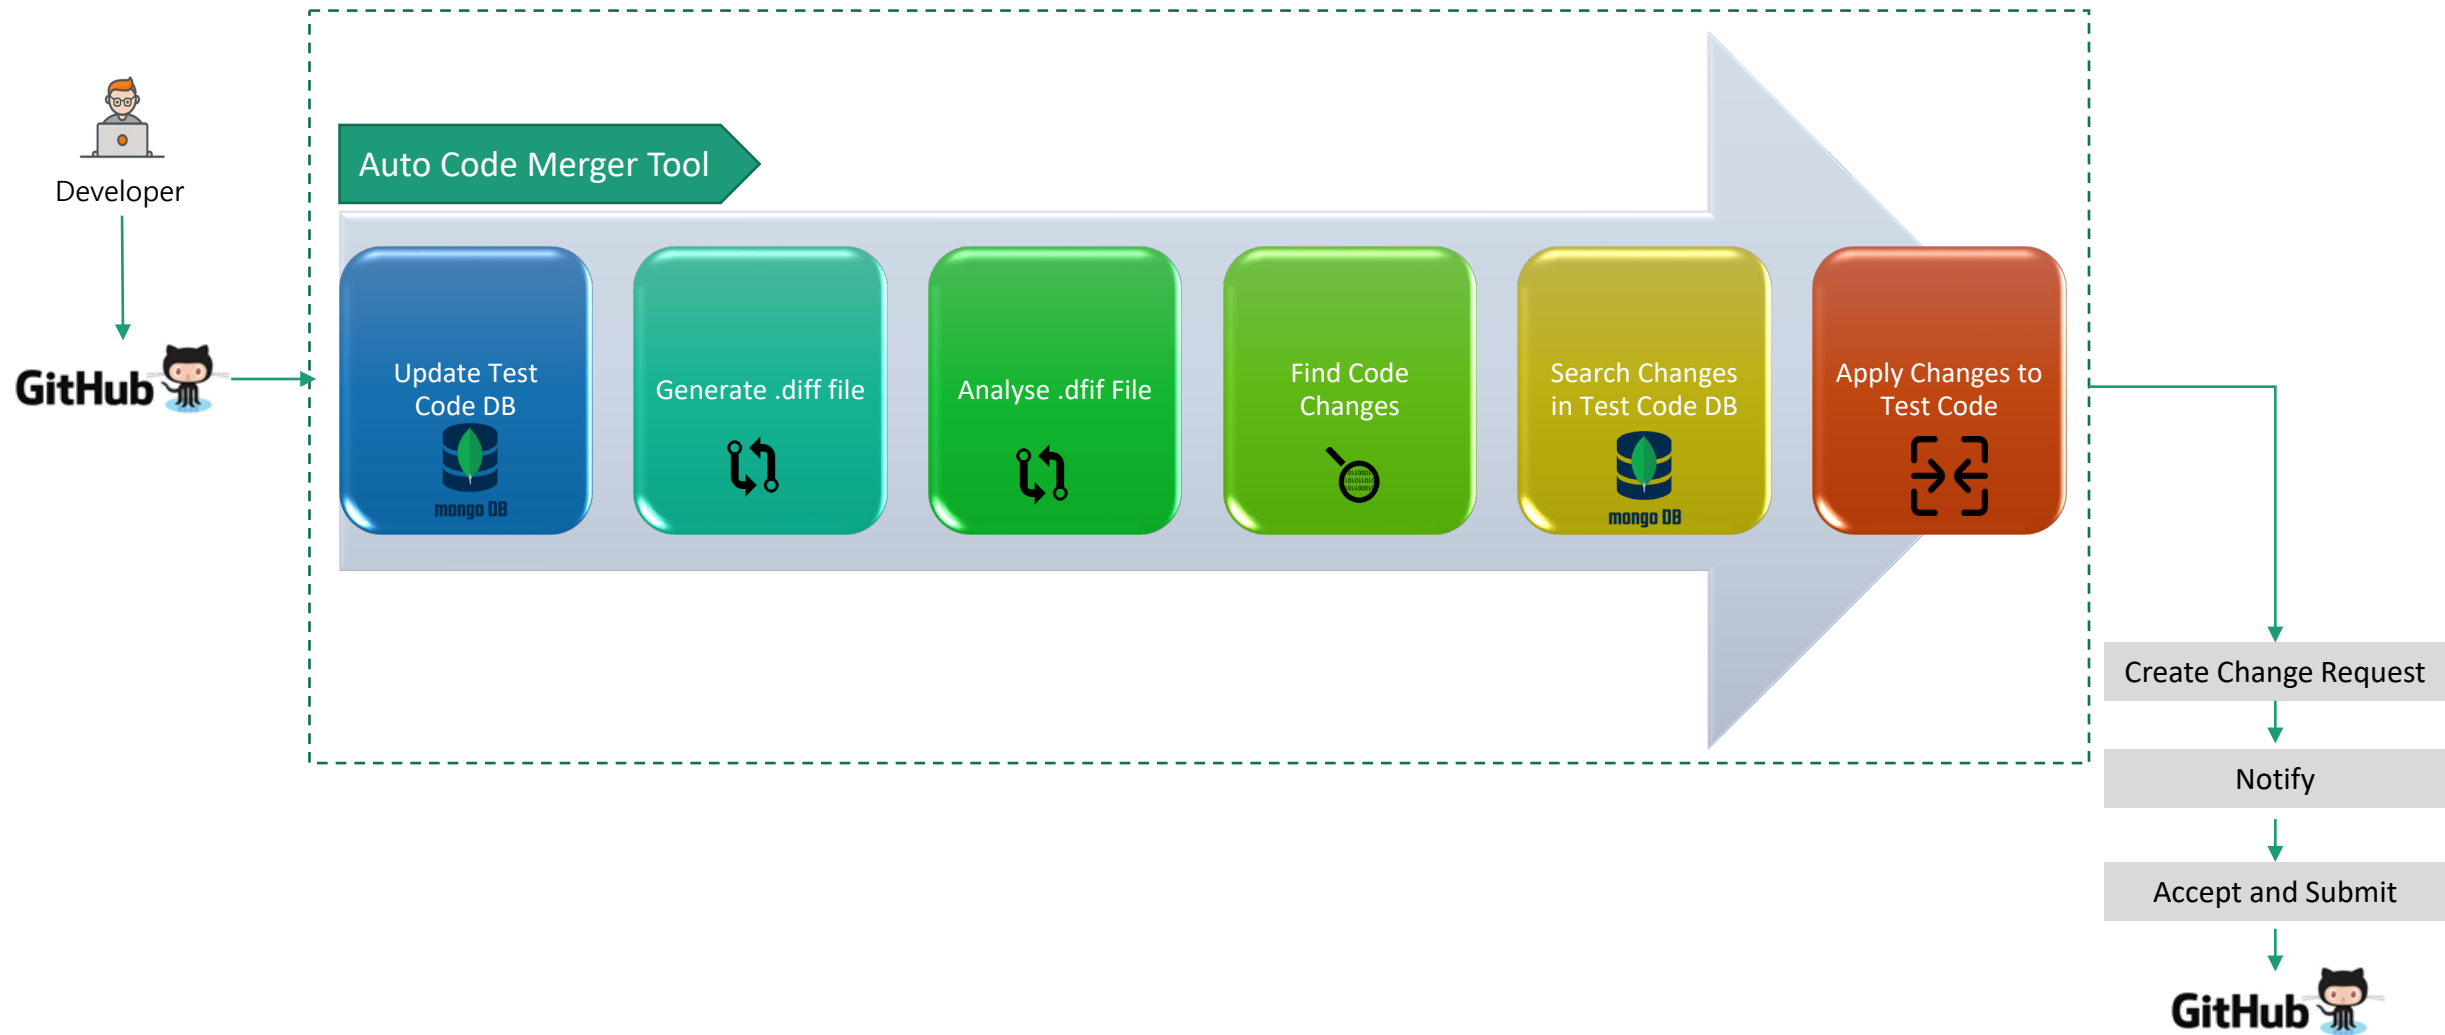 Developer
GitHub
Auto Code Merger Tool
Update Test
Code DB
mongo DB
Generate .diff file
Analyse .dfif File
Find Code
Changes
Search Changes
in Test Code DB
mongo DB
Apply Changes to
Test Code
Create Change Request
Notify
Accept and Submit
GitHub